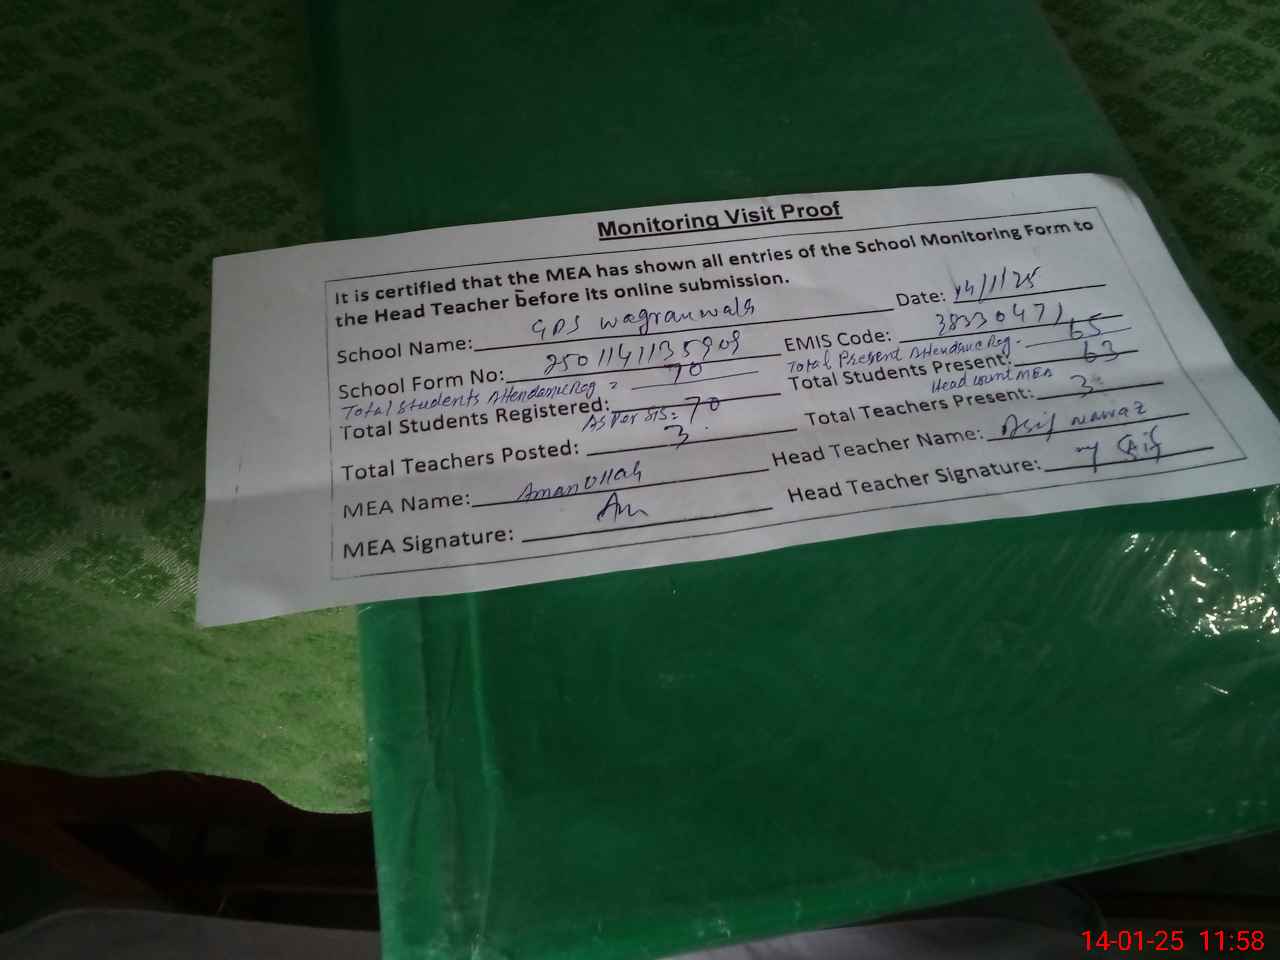 Monitoring Visit Proof
It is certified that the MEA has shown all entries of the School Monitoring Form to
the Head Teacher before its online submission.
School Name: GPS wagranwala Date: 14/1/25
School Form No: 2501141135909 EMIS Code: 38330471
Total Students Attendance Reg = 70 Total Present Attendance Reg. 65
Total Students Registered: As Per SIS: 70 Total Students Present: 63
Head count MEA
Total Teachers Posted: 3 Total Teachers Present: 3
MEA Name: Amanullah Head Teacher Name: Asif nawaz
MEA Signature: Head Teacher Signature: Asif
14-01-25 11:58